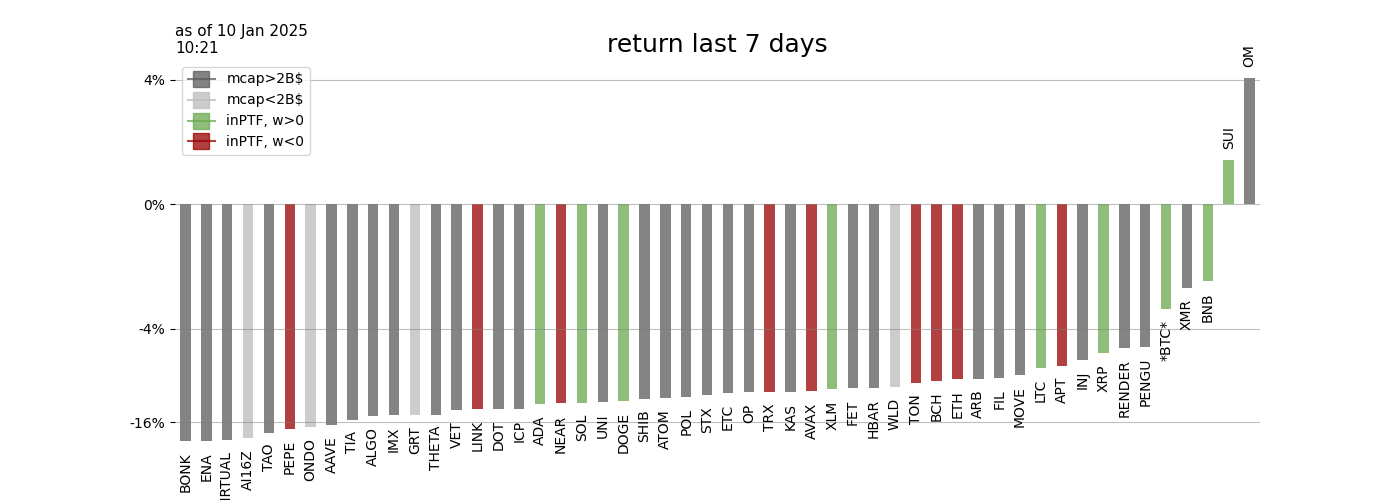 as of 10 Jan 2025
10:21
return last 7 days
mcap>2B$
mcap<2B$
inPTF, w>0
inPTF, w<0
4%
0%
-4%
-16%
BONK
ENA
IRTUAL
AI16Z
TAO
PEPE
ONDO
AAVE
TIA
ALGO
IMX
GRT
THETA
VET
LINK
DOT
ICP
ADA
NEAR
SOL
UNI
DOGE
SHIB
ATOM
POL
STX
ETC
OP
TRX
KAS
AVAX
XLM
FET
HBAR
WLD
TON
BCH
ETH
ARB
FIL
MOVE
LTC
APT
INJ
XRP
RENDER
PENGU
*BTC*
XMR
BNB
SUI
OM